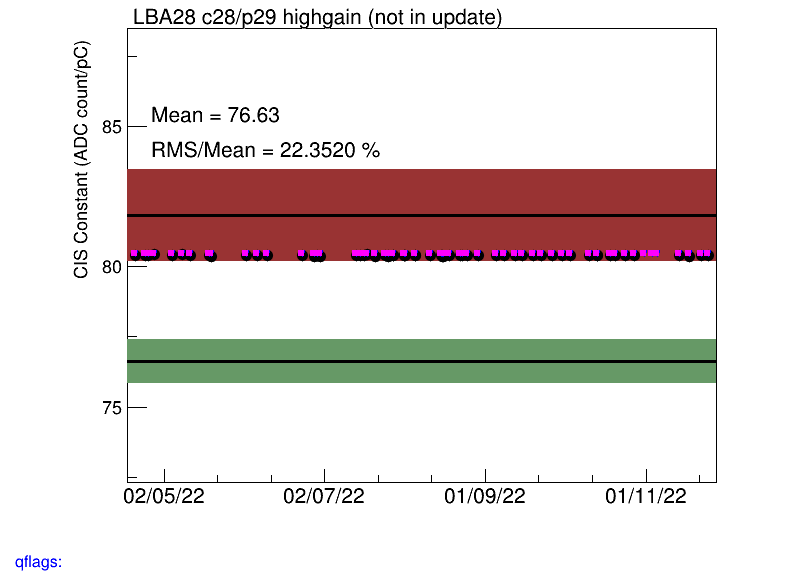 LBA28 c28/p29 highgain (not in update)
CIS Constant (ADC count/pC)
Mean = 76.63
RMS/Mean = 22.3520 %
85
80
75
02/05/22 02/07/22 01/09/22 01/11/22
qflags: